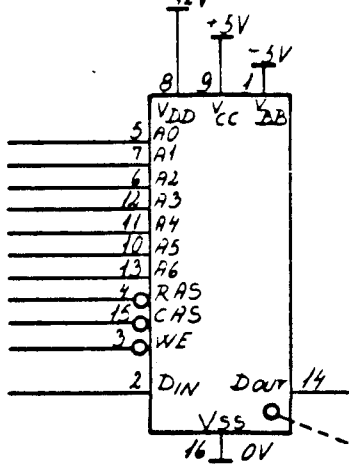 12V
+5V
-5V
8 9 1
VDD VCC VBB
5 A0
7 A1
6 A2
12 A3
11 A4
10 A5
13 A6
4 RAS
15 CAS
3 WE
2 DIN DOUT 14
VSS
16 0V